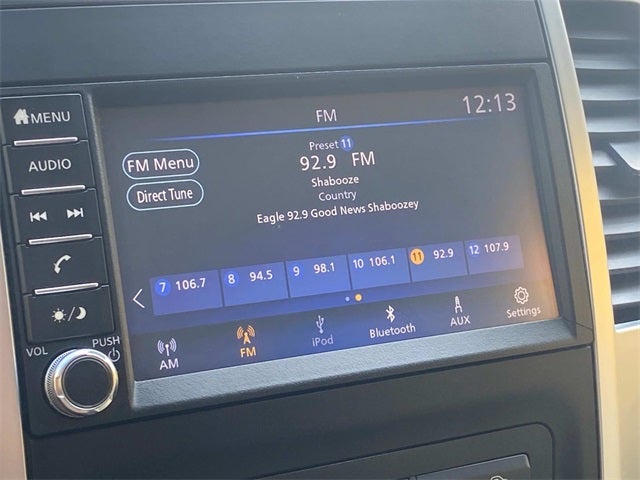 FM
12:13
MENU
AUDIO
FM Menu
Direct Tune
Preset 11
92.9 FM
Shabooze
Country
Eagle 92.9 Good News Shaboozey
7 106.7
8 94.5
9 98.1
10 106.1
11 92.9
12 107.9
VOL
PUSH
AM
FM
iPod
Bluetooth
AUX
Settings